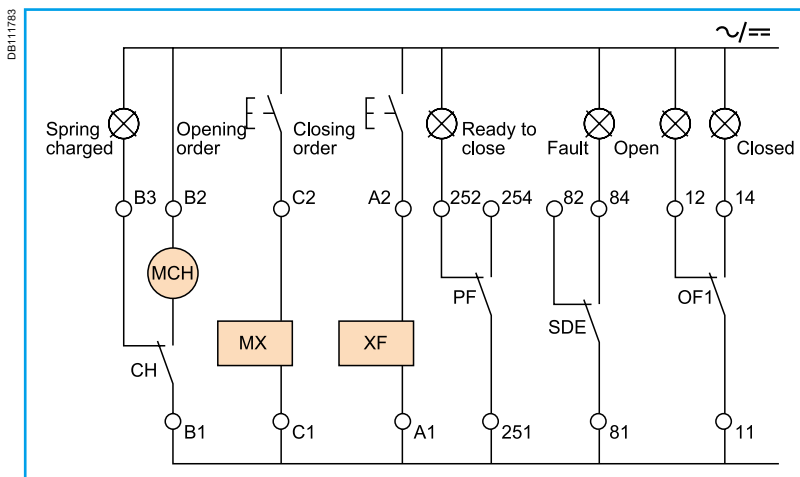 DB111783
Spring
charged
Opening
order
Closing
order
Ready to
close
Fault
Open
Closed
B3
B2
C2
A2
252
254
82
84
12
14
MCH
PF
OF1
SDE
MX
XF
CH
B1
C1
A1
251
81
11